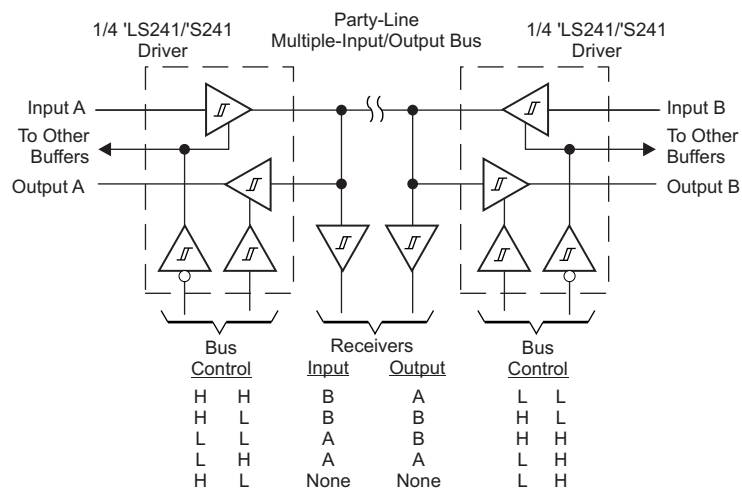 1/4 'LS241/'S241
Driver
Party-Line
Multiple-Input/Output Bus
1/4 'LS241/'S241
Driver
Input A
Input B
To Other
Buffers
To Other
Buffers
Output A
Output B
Bus
Control
Receivers
Input Output
Bus
Control
H H B A L L
H L B B H L
L L A B H H
L H A A L H
H L None None L H